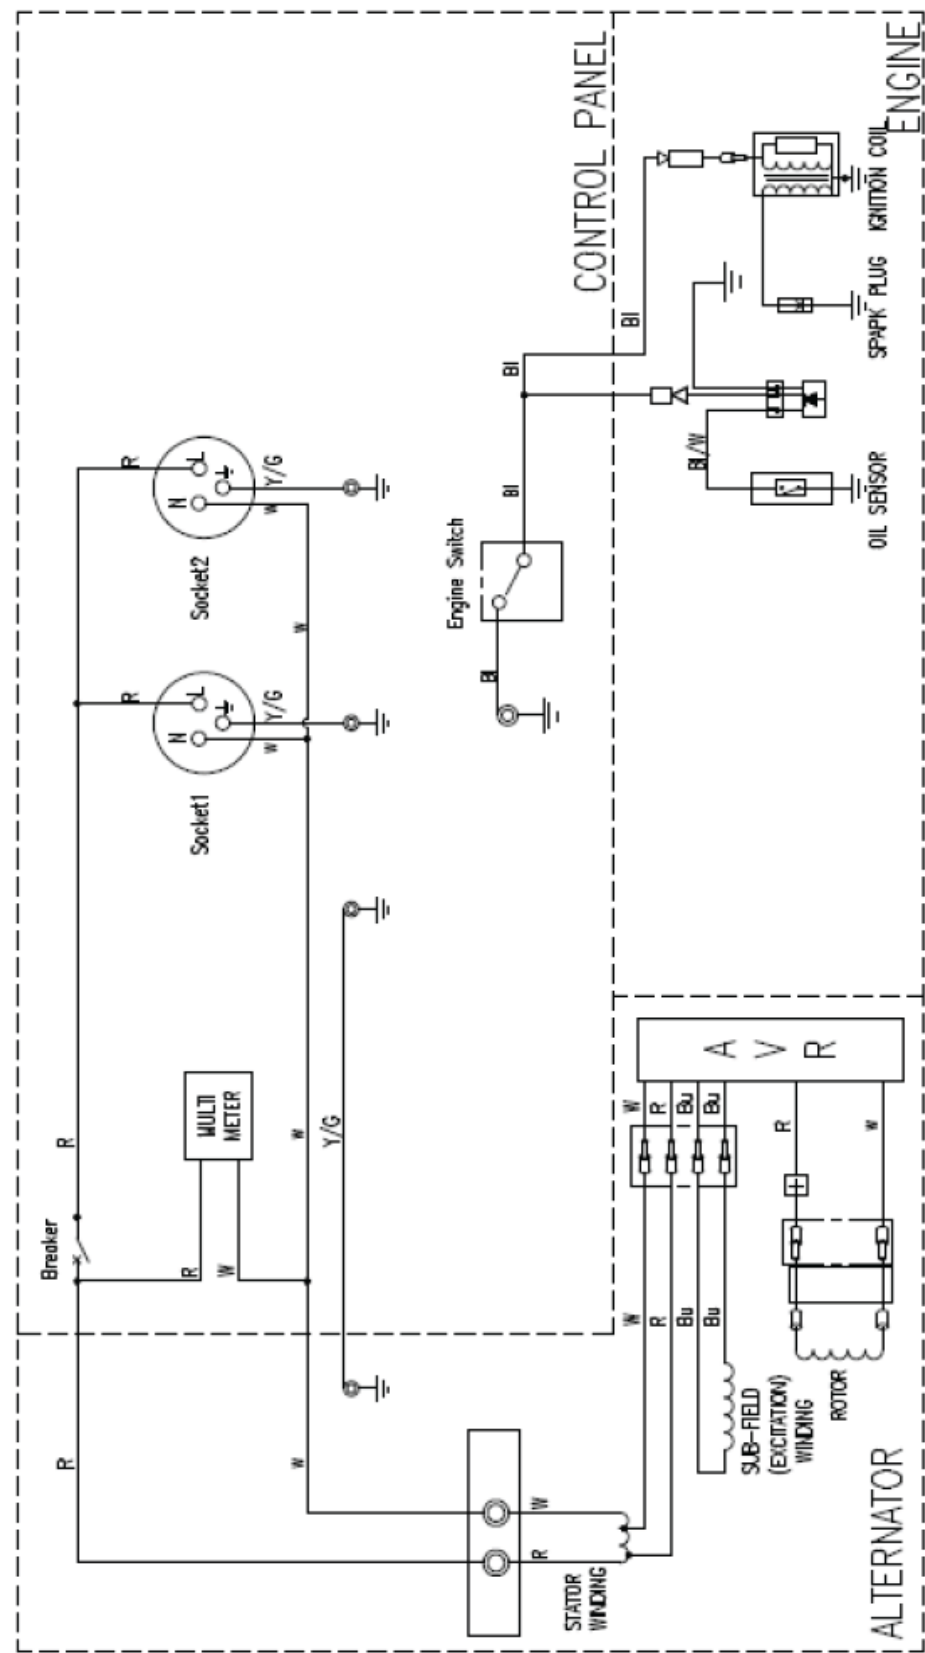 Breaker
R
R
R
R
MULTI
METER
R
W
Socket1
N
L
Y/G
W
Socket2
N
L
Y/G
W
W
W
W
Y/G
Engine Switch
Bl
Bl
Bl
Bl
CONTROL PANEL
STATOR
WINDING
R
W
W
R
Bu
Bu
W
R
Bu
Bu
SUB-FIELD
(EXCITATION)
WINDING
ROTOR
R
W
AVR
ALTERNATOR
Bl/W
OIL SENSOR
SPAPK PLUG
IGNITION COIL
ENGINE